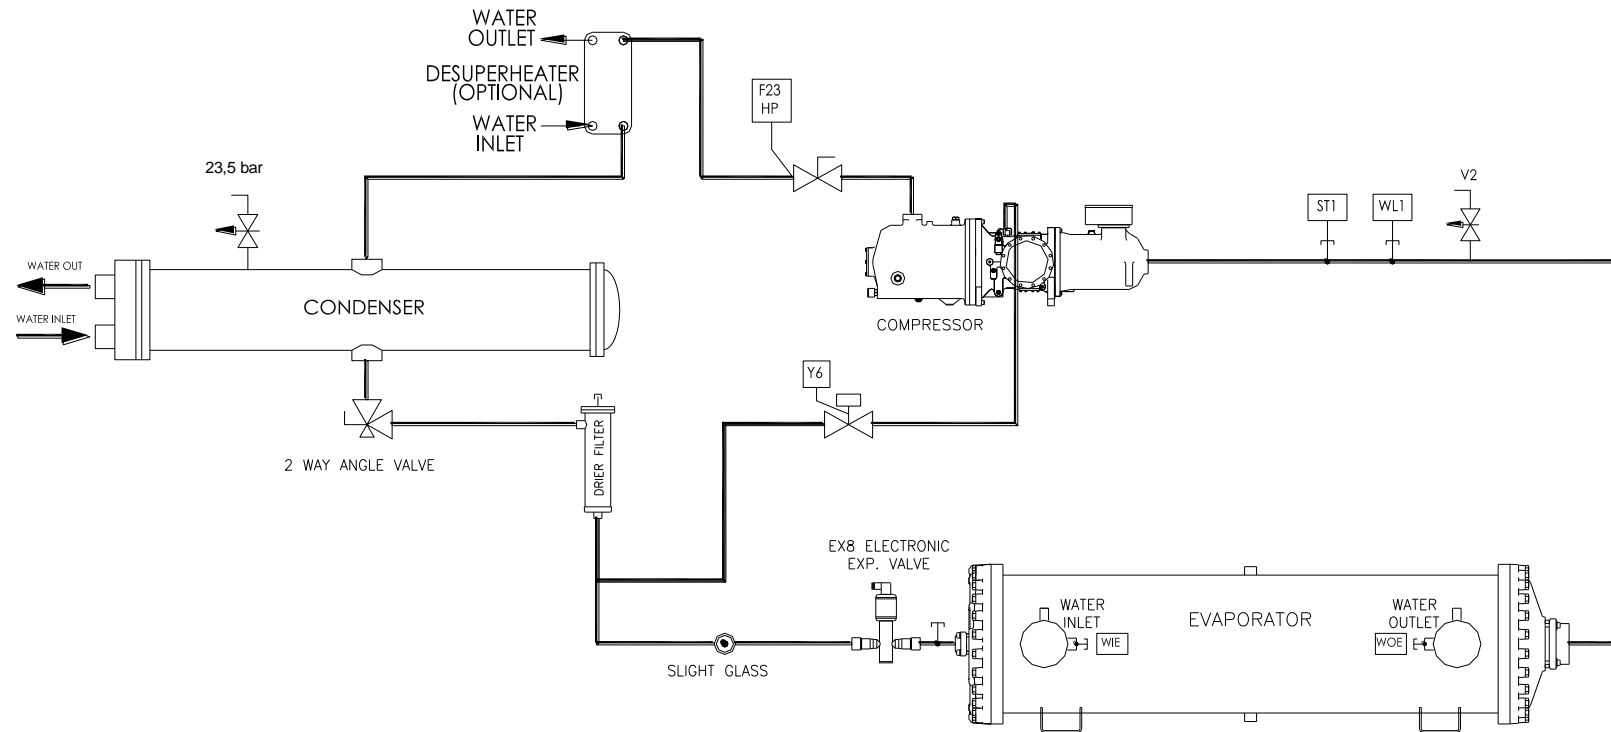 WATER
OUTLET
DESUPERHEATER
(OPTIONAL)
WATER
INLET
F23
HP
23,5 bar
V2
ST1
WL1
WATER OUT
CONDENSER
WATER INLET
COMPRESSOR
Y6
2 WAY ANGLE VALVE
DRIER FILTER
EX8 ELECTRONIC
EXP. VALVE
WATER
INLET
EVAPORATOR
WATER
OUTLET
WIE
WOE
SLIGHT GLASS